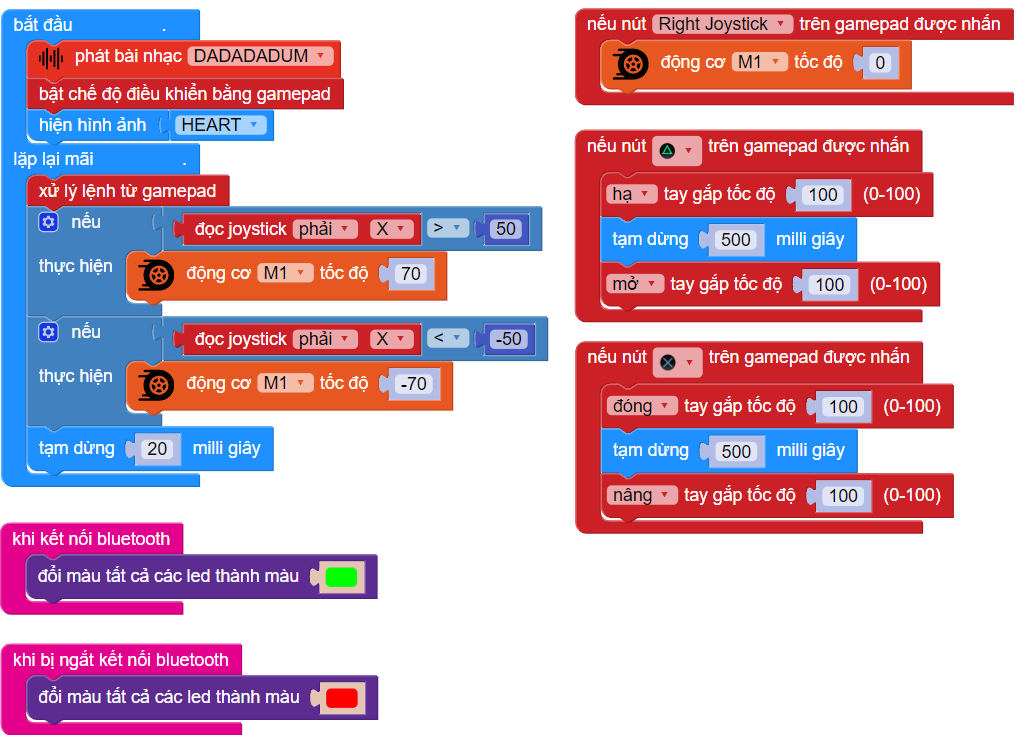 bắt đầu .
phát bài nhạc DADADADUM
bật chế độ điều khiển bằng gamepad
hiện hình ảnh HEART
lặp lại mãi .
xử lý lệnh từ gamepad
nếu đọc joystick phải X > 50
thực hiện động cơ M1 tốc độ 70
nếu đọc joystick phải X < -50
thực hiện động cơ M1 tốc độ -70
tạm dừng 20 milli giây
khi kết nối bluetooth
đổi màu tất cả các led thành màu
khi bị ngắt kết nối bluetooth
đổi màu tất cả các led thành màu
nếu nút Right Joystick trên gamepad được nhấn
động cơ M1 tốc độ 0
nếu nút trên gamepad được nhấn
hạ tay gắp tốc độ 100 (0-100)
tạm dừng 500 milli giây
mở tay gắp tốc độ 100 (0-100)
nếu nút trên gamepad được nhấn
đóng tay gắp tốc độ 100 (0-100)
tạm dừng 500 milli giây
nâng tay gắp tốc độ 100 (0-100)